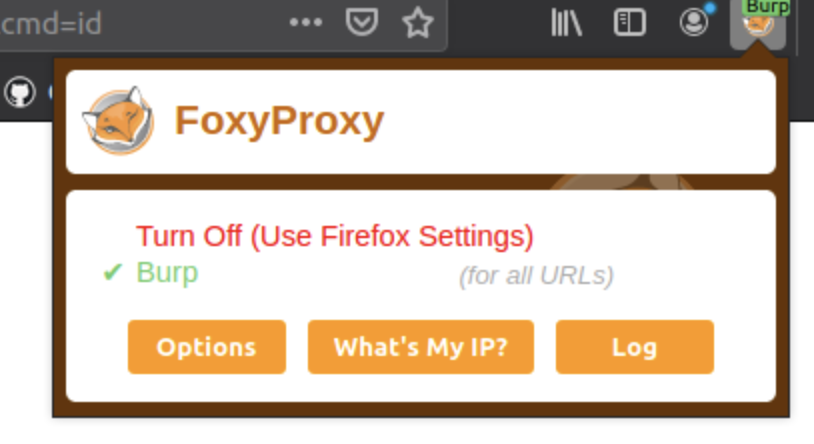 cmd=id
Burp
FoxyProxy
Turn Off (Use Firefox Settings)
✔ Burp (for all URLs)
Options What's My IP? Log